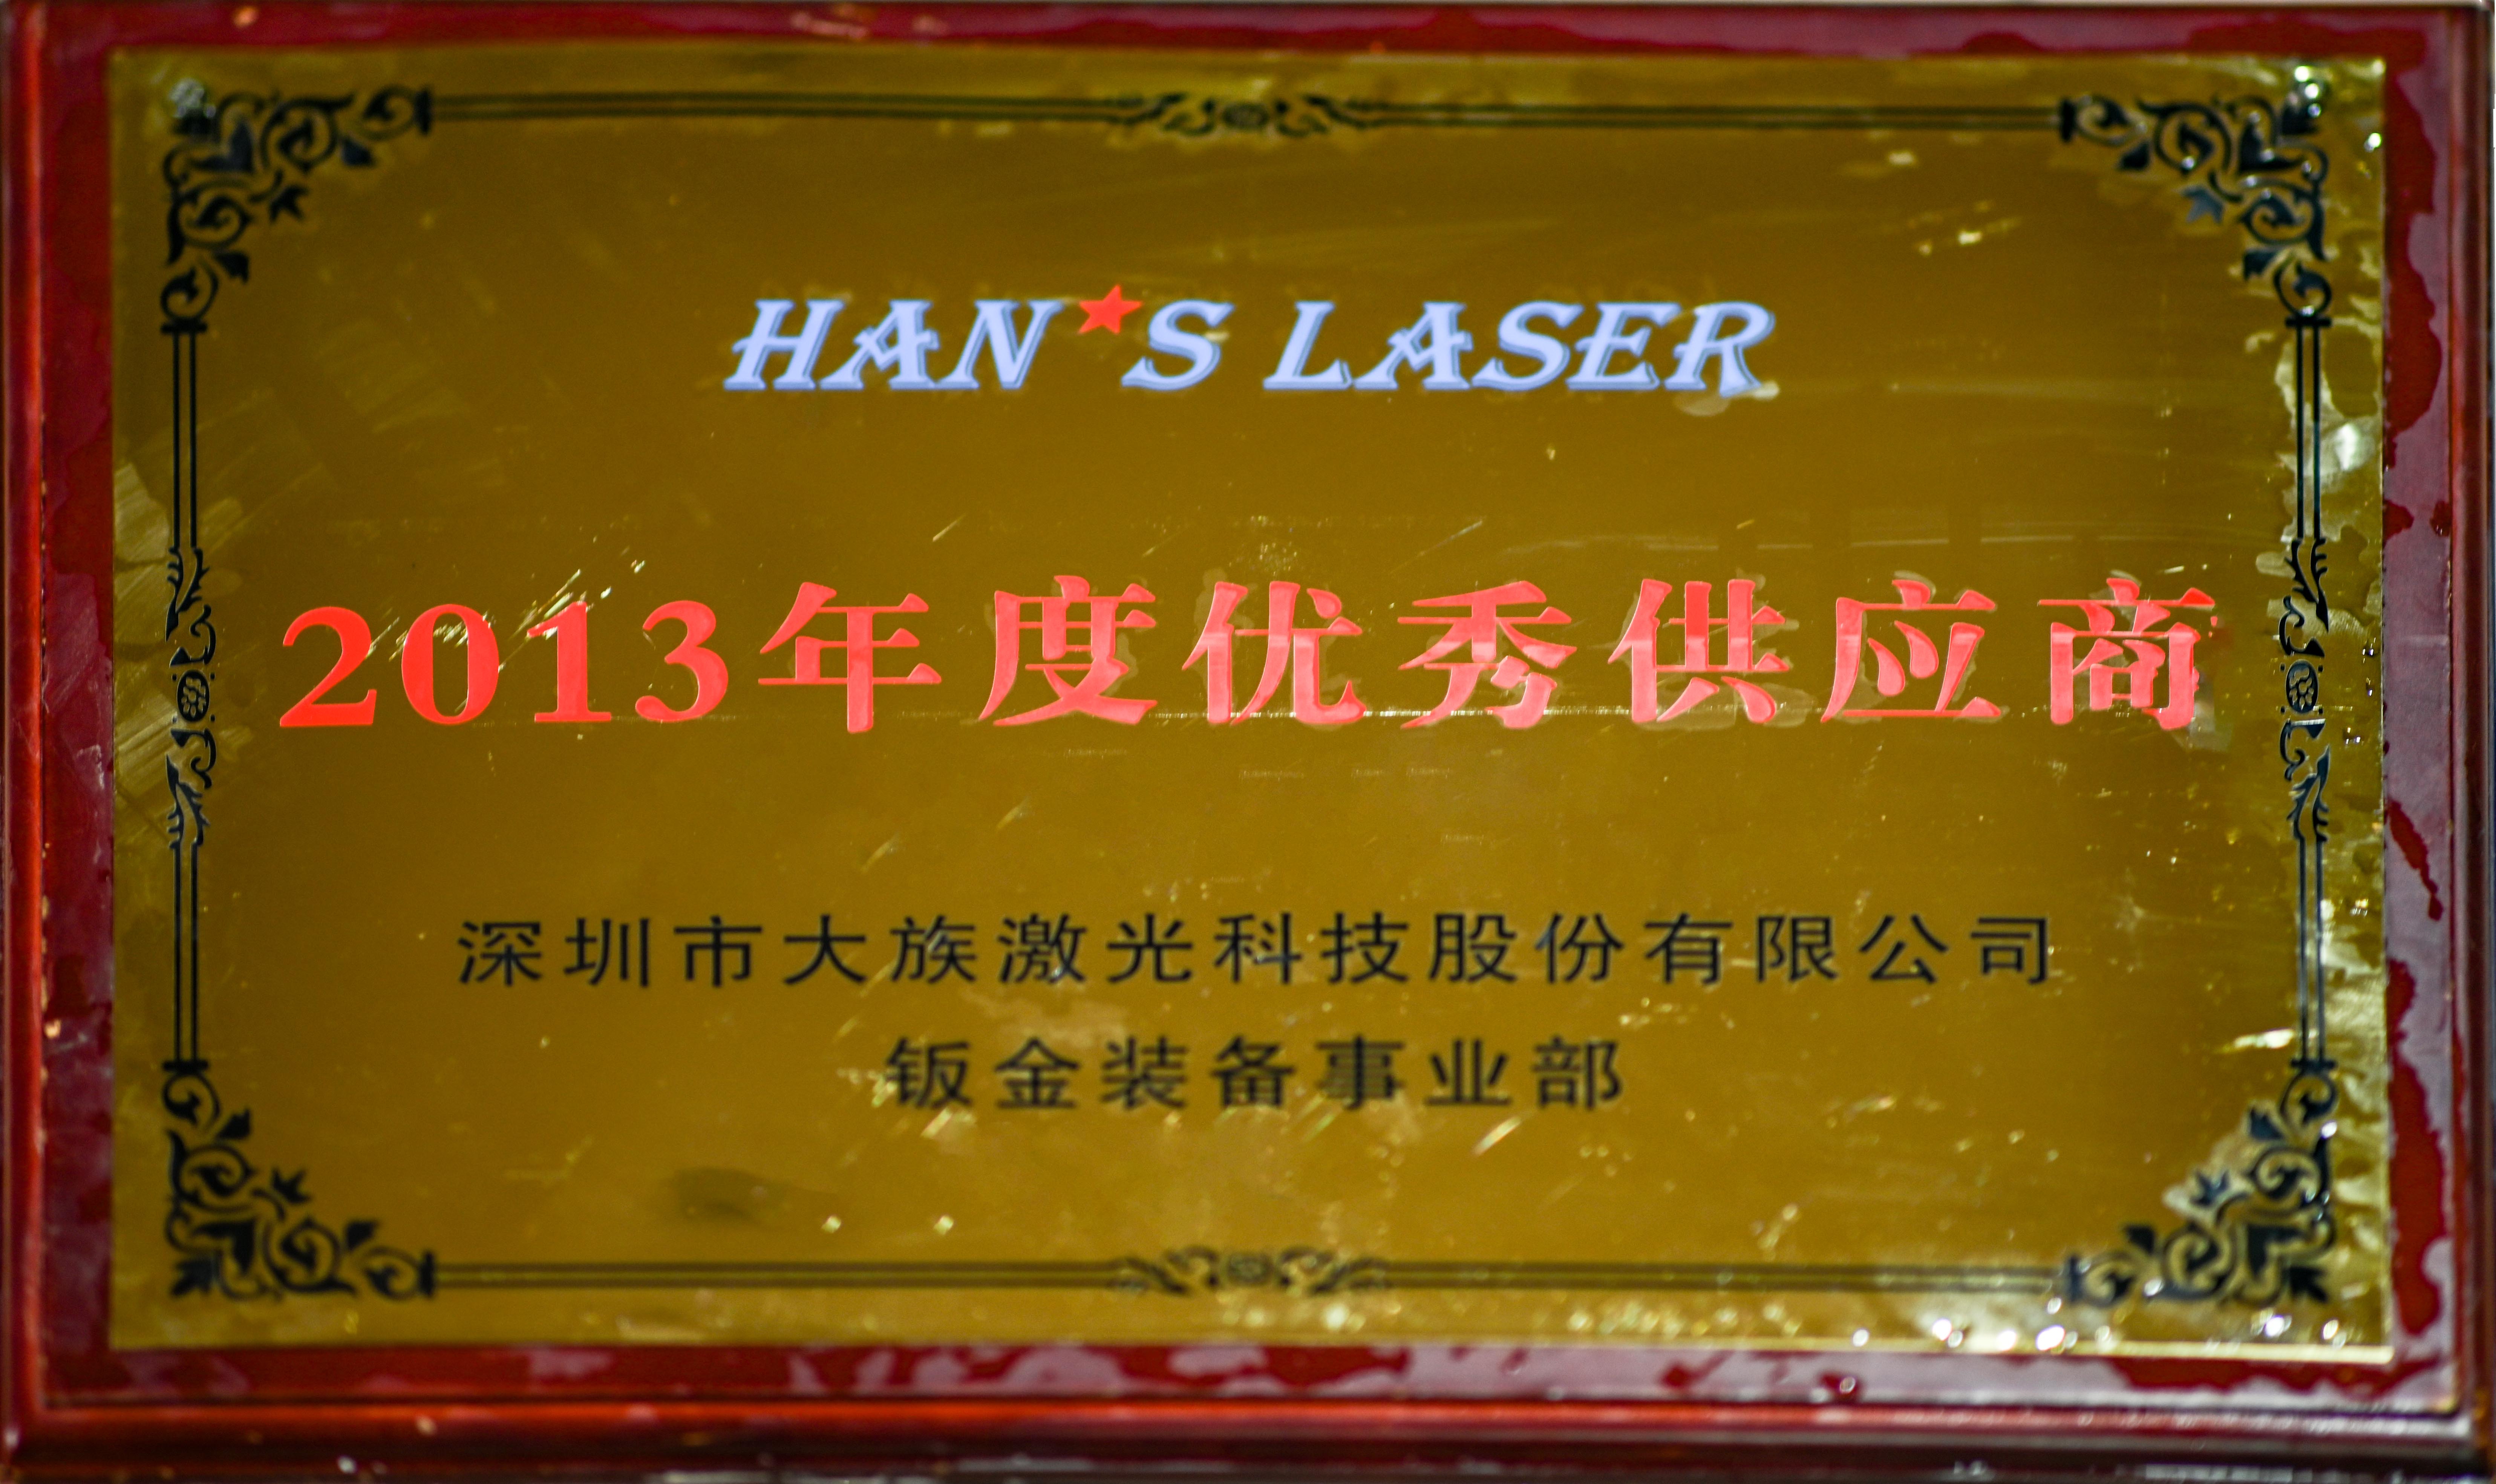 HAN★S LASER
2013年度优秀供应商
深圳市大族激光科技股份有限公司
钣金装备事业部